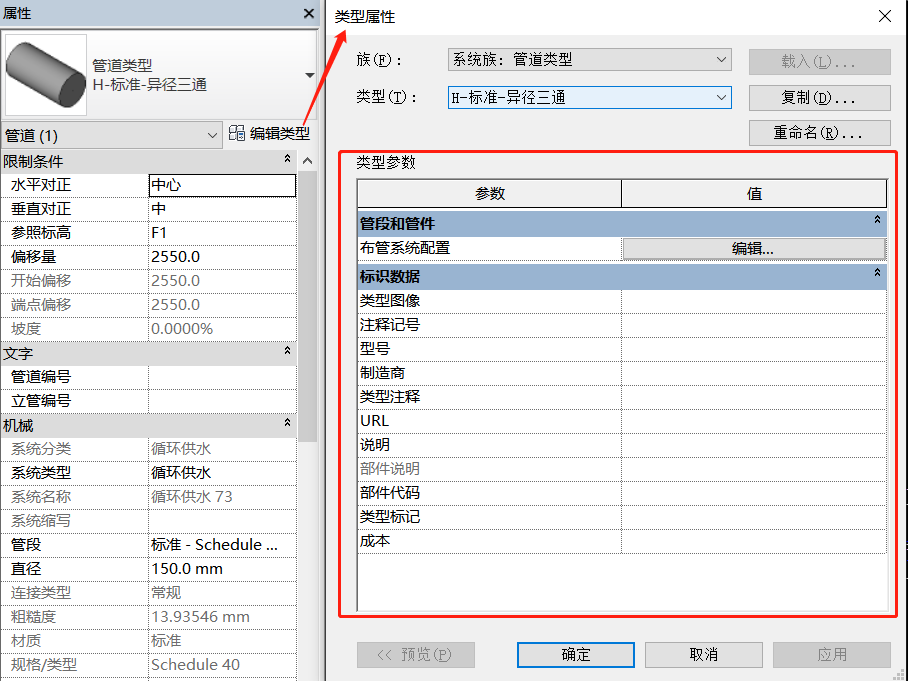 属性
管道类型
H-标准-异径三通
管道 (1)
编辑类型
限制条件
水平对正 中心
垂直对正 中
参照标高 F1
偏移量 2550.0
开始偏移 2550.0
端点偏移 2550.0
坡度 0.0000%
文字
管道编号
立管编号
机械
系统分类 循环供水
系统类型 循环供水
系统名称 循环供水 73
系统缩写
管段 标准 - Schedule ...
直径 150.0 mm
连接类型 常规
粗糙度 13.93546 mm
材质 标准
规格/类型 Schedule 40
类型属性
族(F)： 系统族: 管道类型 载入(L)...
类型(T)： H-标准-异径三通 复制(D)...
重命名(R)...
类型参数
参数 值
管段和管件
布管系统配置 编辑...
标识数据
类型图像
注释记号
型号
制造商
类型注释
URL
说明
部件说明
部件代码
类型标记
成本
<< 预览(P) 确定 取消 应用